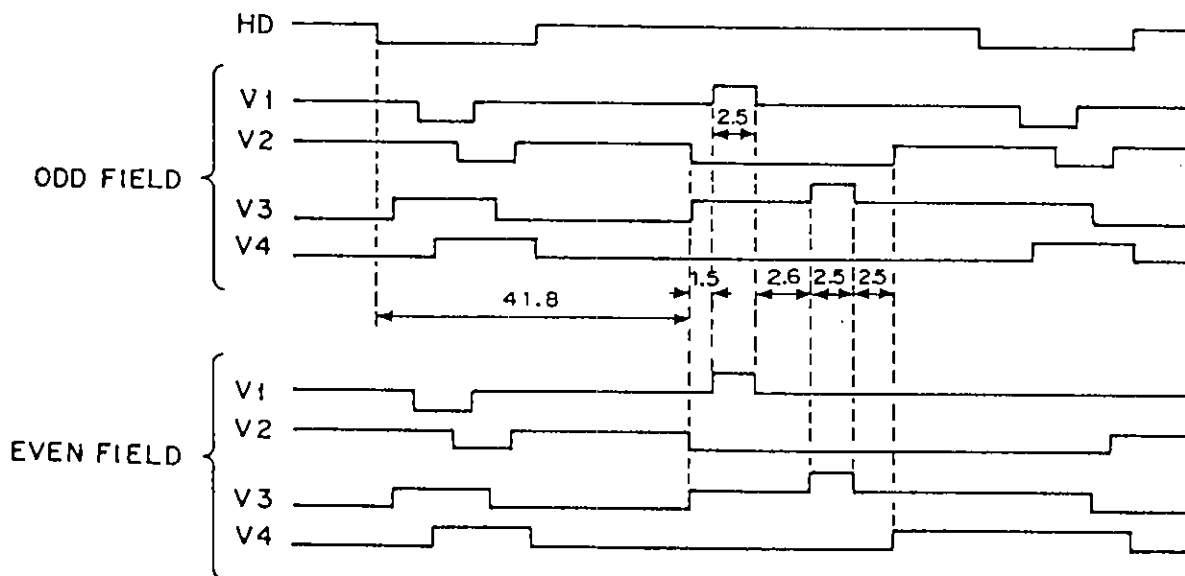 HD
ODD FIELD
V1
2.5
V2
V3
V4
1.5
2.6
2.5
2.5
41.8
EVEN FIELD
V1
V2
V3
V4